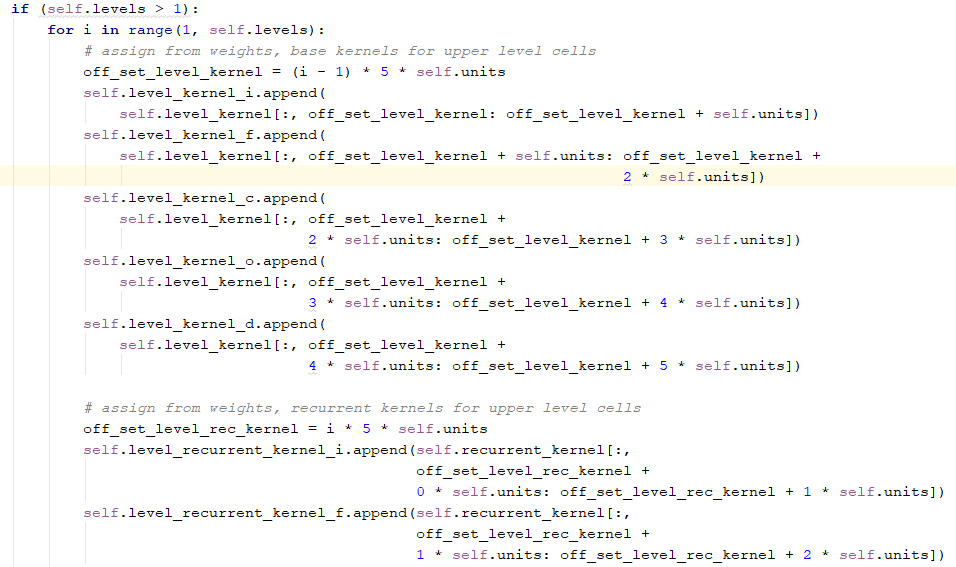 if (self.levels > 1):
    for i in range(1, self.levels):
        # assign from weights, base kernels for upper level cells
        off_set_level_kernel = (i - 1) * 5 * self.units
        self.level_kernel_i.append(
            self.level_kernel[:, off_set_level_kernel: off_set_level_kernel + self.units])
        self.level_kernel_f.append(
            self.level_kernel[:, off_set_level_kernel + self.units: off_set_level_kernel +
                                                                    2 * self.units])
        self.level_kernel_c.append(
            self.level_kernel[:, off_set_level_kernel +
                                 2 * self.units: off_set_level_kernel + 3 * self.units])
        self.level_kernel_o.append(
            self.level_kernel[:, off_set_level_kernel +
                                 3 * self.units: off_set_level_kernel + 4 * self.units])
        self.level_kernel_d.append(
            self.level_kernel[:, off_set_level_kernel +
                                 4 * self.units: off_set_level_kernel + 5 * self.units])
        # assign from weights, recurrent kernels for upper level cells
        off_set_level_rec_kernel = i * 5 * self.units
        self.level_recurrent_kernel_i.append(self.recurrent_kernel[:,
                                             off_set_level_rec_kernel +
                                             0 * self.units: off_set_level_rec_kernel + 1 * self.units])
        self.level_recurrent_kernel_f.append(self.recurrent_kernel[:,
                                             off_set_level_rec_kernel +
                                             1 * self.units: off_set_level_rec_kernel + 2 * self.units])